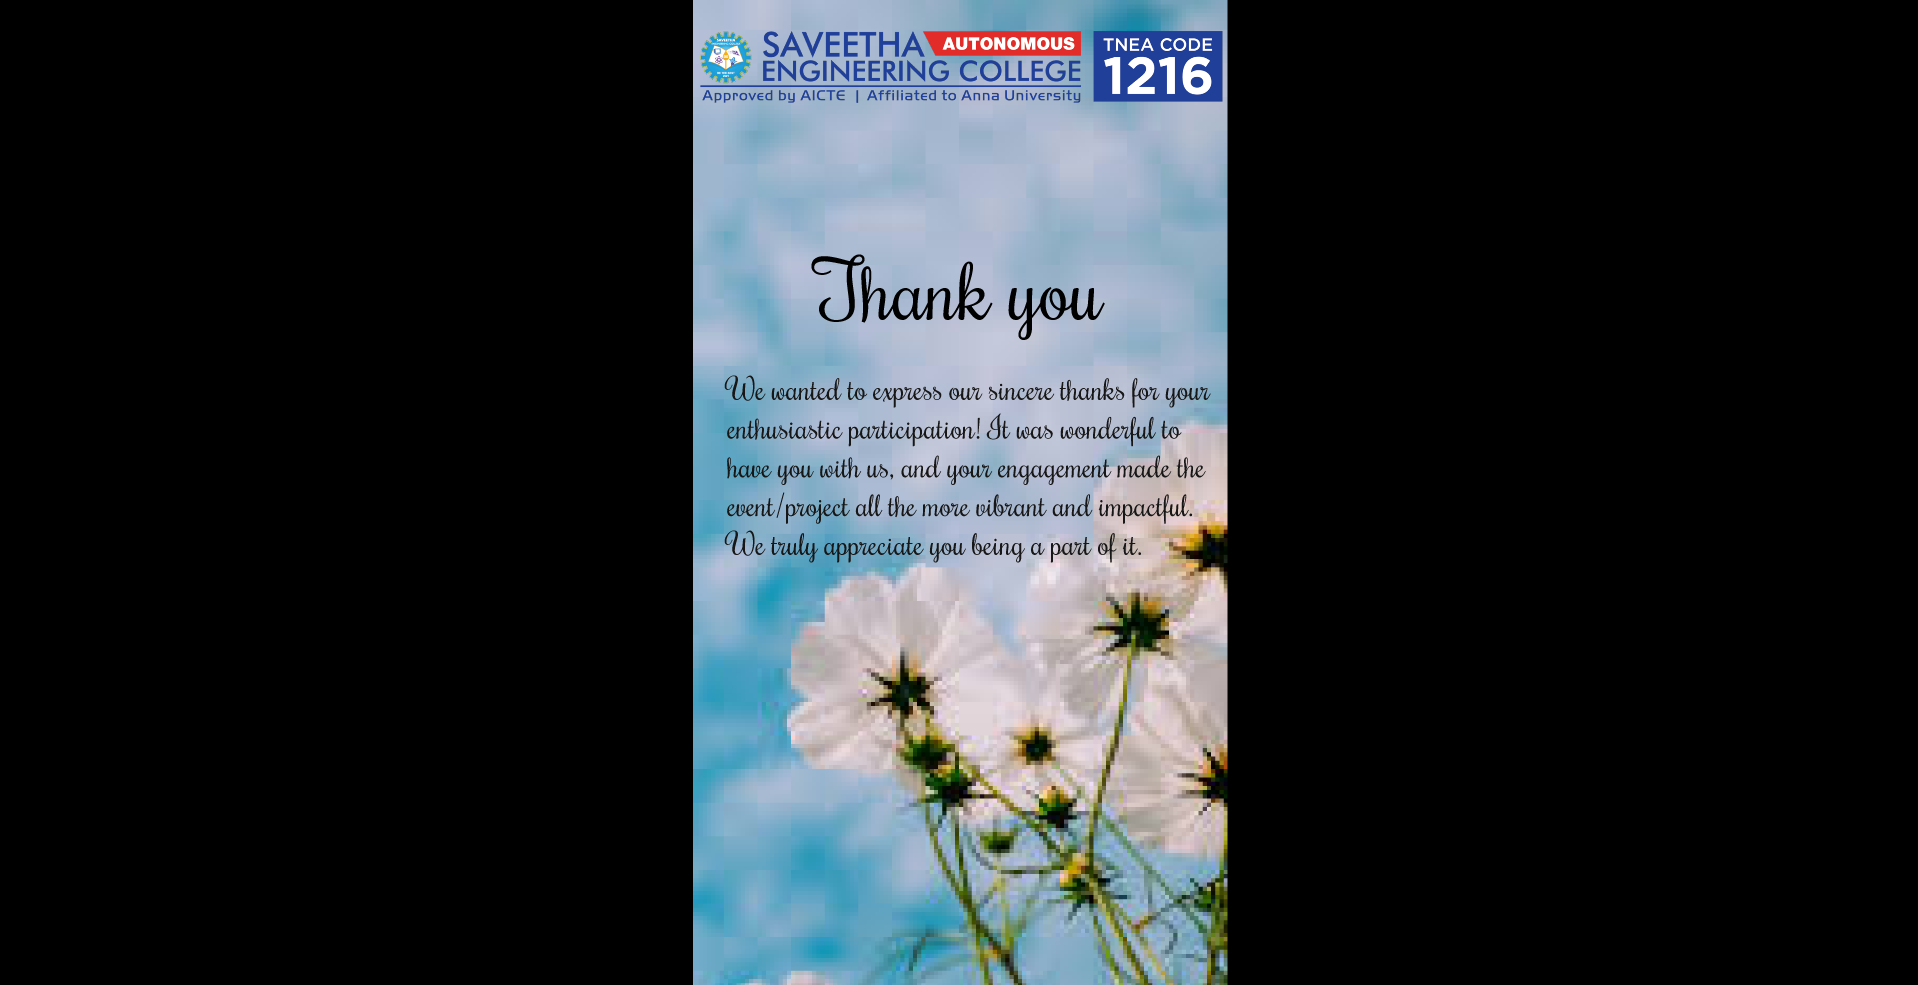 SAVEETHA AUTONOMOUS
ENGINEERING COLLEGE
Approved by AICTE | Affiliated to Anna University
TNEA CODE
1216
Thank you
We wanted to express our sincere thanks for your
enthusiastic participation! It was wonderful to
have you with us, and your engagement made the
event/project all the more vibrant and impactful.
We truly appreciate you being a part of it.